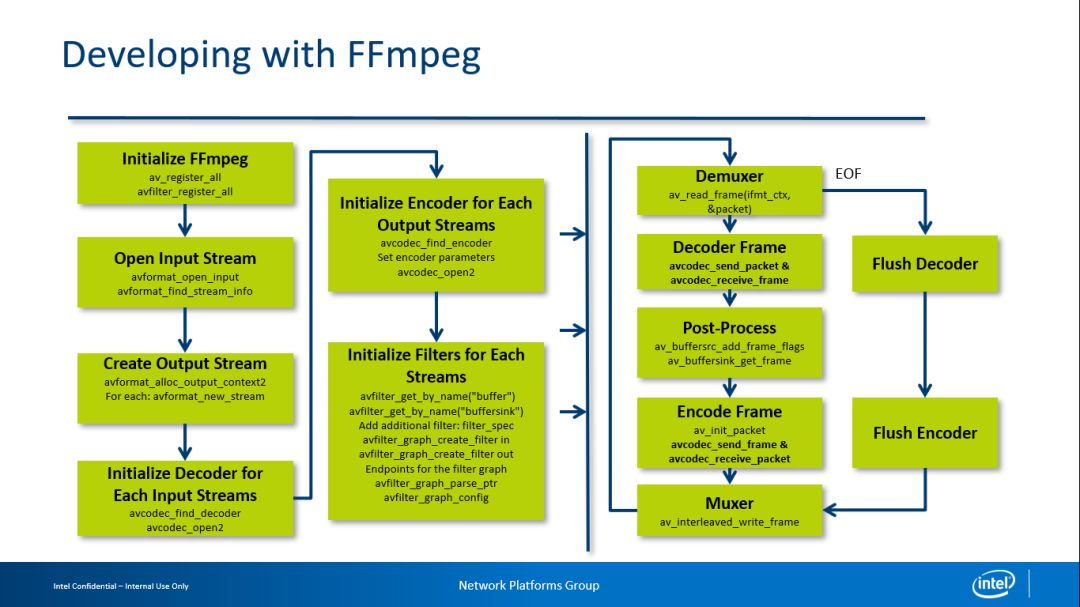 Developing with FFmpeg
Initialize FFmpeg
av_register_all
avfilter_register_all
Open Input Stream
avformat_open_input
avformat_find_stream_info
Create Output Stream
avformat_alloc_output_context2
For each: avformat_new_stream
Initialize Decoder for
Each Input Streams
avcodec_find_decoder
avcodec_open2
Initialize Encoder for Each
Output Streams
avcodec_find_encoder
Set encoder parameters
avcodec_open2
Initialize Filters for Each
Streams
avfilter_get_by_name("buffer")
avfilter_get_by_name("buffersink")
Add additional filter: filter_spec
avfilter_graph_create_filter in
avfilter_graph_create_filter out
Endpoints for the filter graph
avfilter_graph_parse_ptr
avfilter_graph_config
Demuxer
av_read_frame(ifmt_ctx,
&packet)
EOF
Decoder Frame
avcodec_send_packet &
avcodec_receive_frame
Post-Process
av_buffersrc_add_frame_flags
av_buffersink_get_frame
Encode Frame
av_init_packet
avcodec_send_frame &
avcodec_receive_packet
Muxer
av_interleaved_write_frame
Flush Decoder
Flush Encoder
Intel Confidential – Internal Use Only
Network Platforms Group
intel